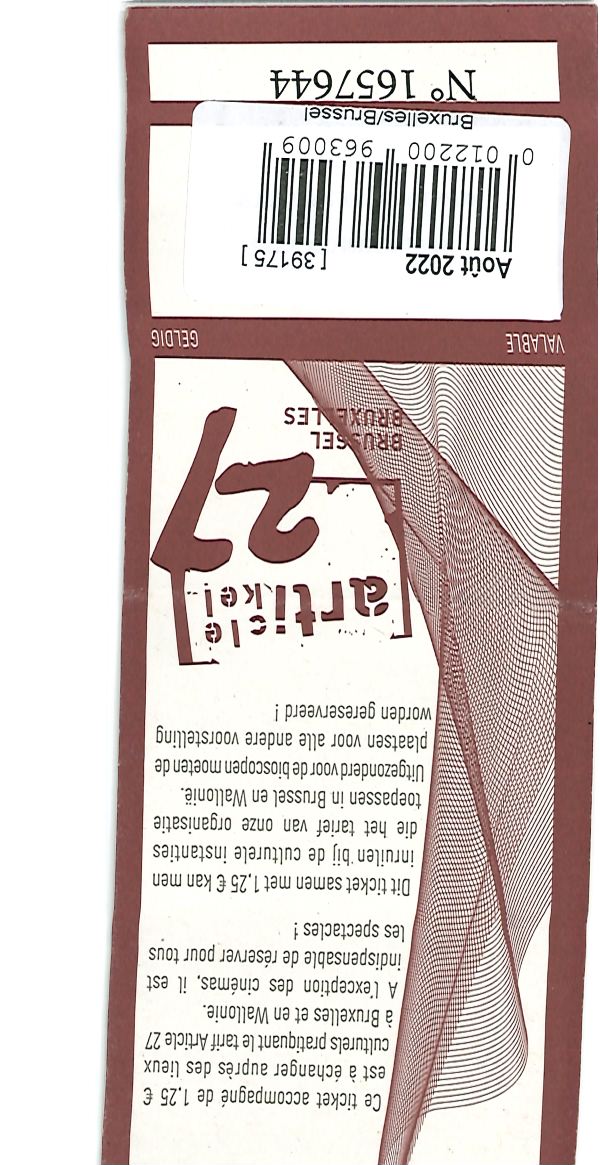 Ce ticket accompagné de 1,25 €
est à échanger auprès des lieux
culturels pratiquant le tarif Article 27
à Bruxelles et en Wallonie.
A l'exception des cinémas, il est
indispensable de réserver pour tous
les spectacles !
Dit ticket samen met 1,25 € kan men
inruilen bij de culturele instanties
die het tarief van onze organisatie
toepassen in Brussel en Wallonië.
Uitgezonderd voor de bioscopen moeten de
plaatsen voor alle andere voorstelling
worden gereserveerd !
[article
artikel]
27
BRUSSEL
BRUXELLES
VALABLE GELDIG
Août 2022 [39175]
0 012200 963009
Bruxelles/Brussel
N° 1657644